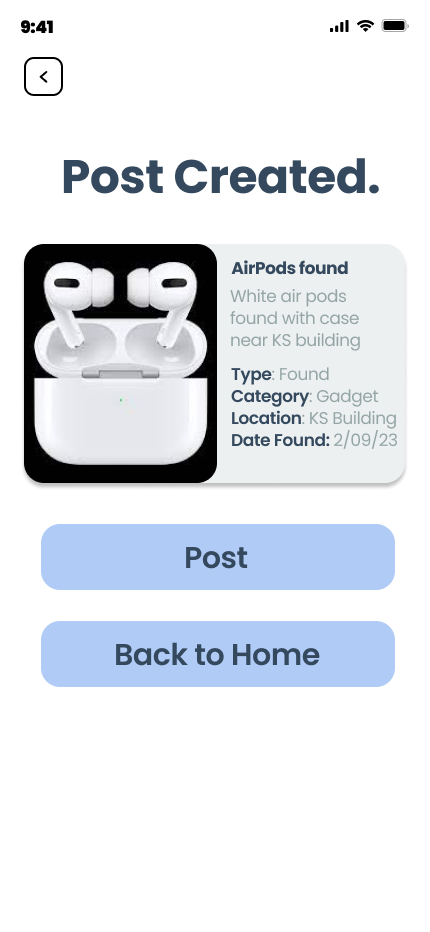 9:41
Post Created.
AirPods found
White air pods
found with case
near KS building
Type: Found
Category: Gadget
Location: KS Building
Date Found: 2/09/23
Post
Back to Home